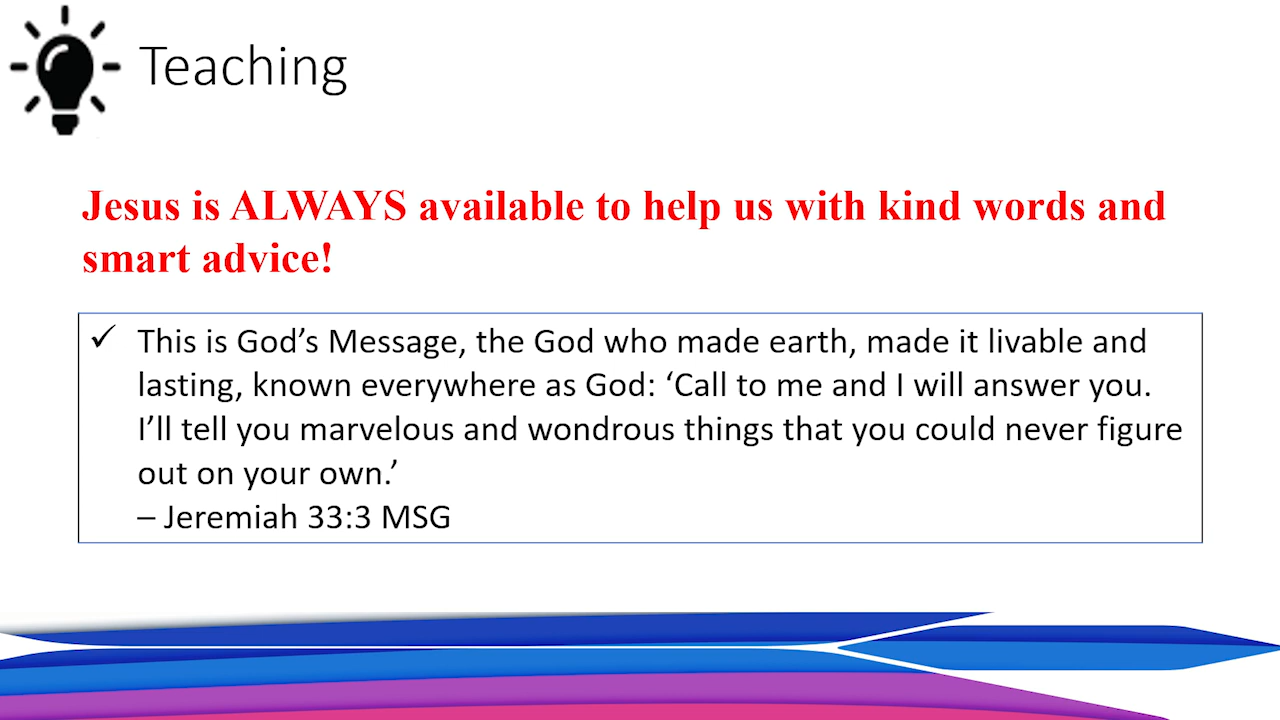 Teaching
Jesus is ALWAYS available to help us with kind words and
smart advice!
✓ This is God’s Message, the God who made earth, made it livable and
lasting, known everywhere as God: ‘Call to me and I will answer you.
I’ll tell you marvelous and wondrous things that you could never figure
out on your own.’
– Jeremiah 33:3 MSG